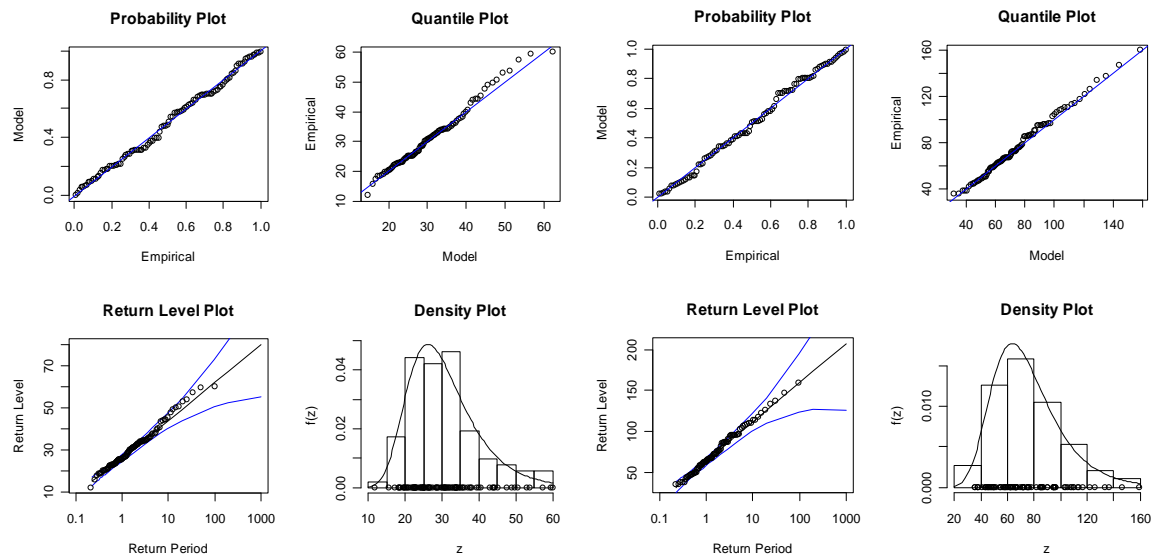 Probability Plot
Quantile Plot
Probability Plot
Quantile Plot
Model
0.0 0.4 0.8
0.0 0.2 0.4 0.6 0.8 1.0
Empirical
Empirical
10 20 30 40 50 60
20 30 40 50 60
Model
Model
0.0 0.2 0.4 0.6 0.8 1.0
0.0 0.2 0.4 0.6 0.8 1.0
Empirical
Empirical
40 80 120 160
40 60 80 100 140
Model
Return Level Plot
Density Plot
Return Level Plot
Density Plot
Return Level
10 30 50 70
0.1 1 10 100 1000
Return Period
f(z)
0.00 0.02 0.04
10 20 30 40 50 60
z
Return Level
50 100 150 200
0.1 1 10 100 1000
Return Period
f(z)
0.000 0.010
20 40 60 80 120 160
z